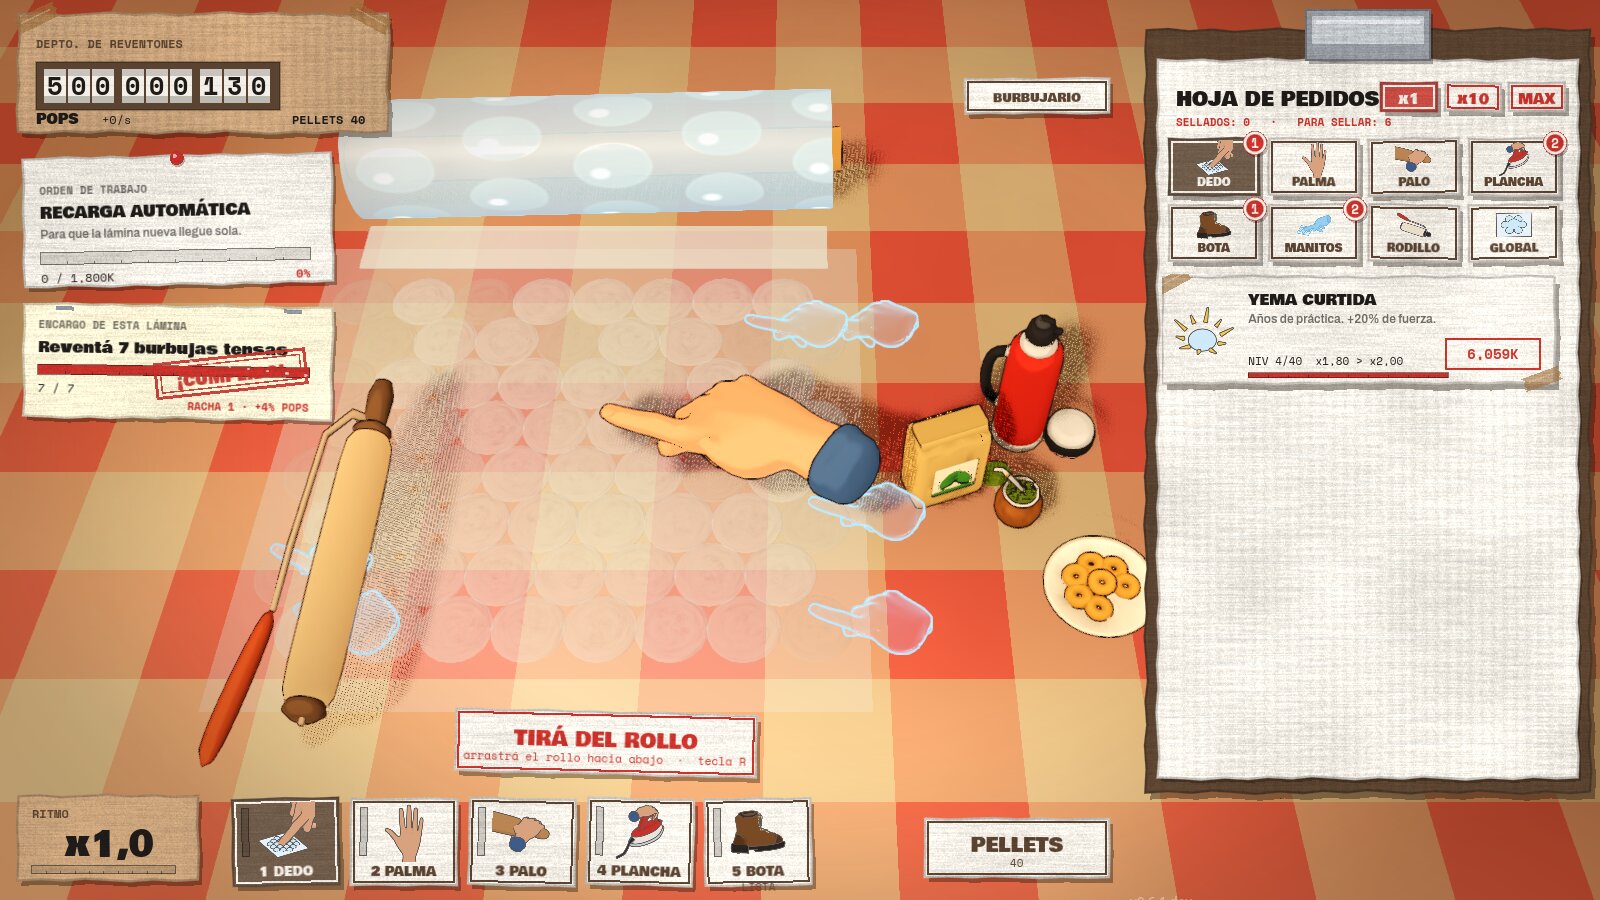 DEPTO. DE REVENTONES
500 000 130
POPS +0/s PELLETS 40
ORDEN DE TRABAJO
RECARGA AUTOMÁTICA
Para que la lámina nueva llegue sola.
0 / 1.800K 0%
ENCARGO DE ESTA LÁMINA
Reventá 7 burbujas tensas
7 / 7
RACHA 1 · +4% POPS
BURBUJARIO
HOJA DE PEDIDOS x1 x10 MAX
SELLADOS: 0 · PARA SELLAR: 6
1 2
DEDO PALMA PALO PLANCHA
1 2
BOTA MANITOS RODILLO GLOBAL
YEMA CURTIDA
Años de práctica. +20% de fuerza.
NIV 4/40 x1,80 > x2,00 6.059K
TIRÁ DEL ROLLO
arrastrá el rollo hacia abajo · tecla R
RITMO
x1,0
1 DEDO 2 PALMA 3 PALO 4 PLANCHA 5 BOTA
LISTA
PELLETS
40